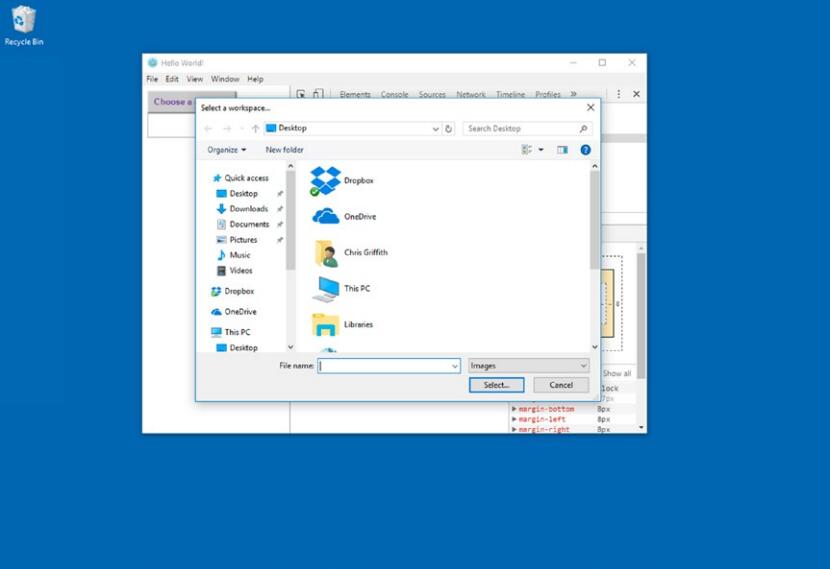 Recycle Bin
Hello World!
File Edit View Window Help
Choose a
Elements Console Sources Network Timeline Profiles »
Select a workspace...
Desktop
Search Desktop
Organize New folder
Quick access
Desktop
Downloads
Documents
Pictures
Music
Videos
Dropbox
OneDrive
This PC
Desktop
Dropbox
OneDrive
Chris Griffith
This PC
Libraries
File name:
Images
Select...
Cancel
8
Show all
lock
7px
margin-bottom 8px
margin-left 8px
margin-right 8px